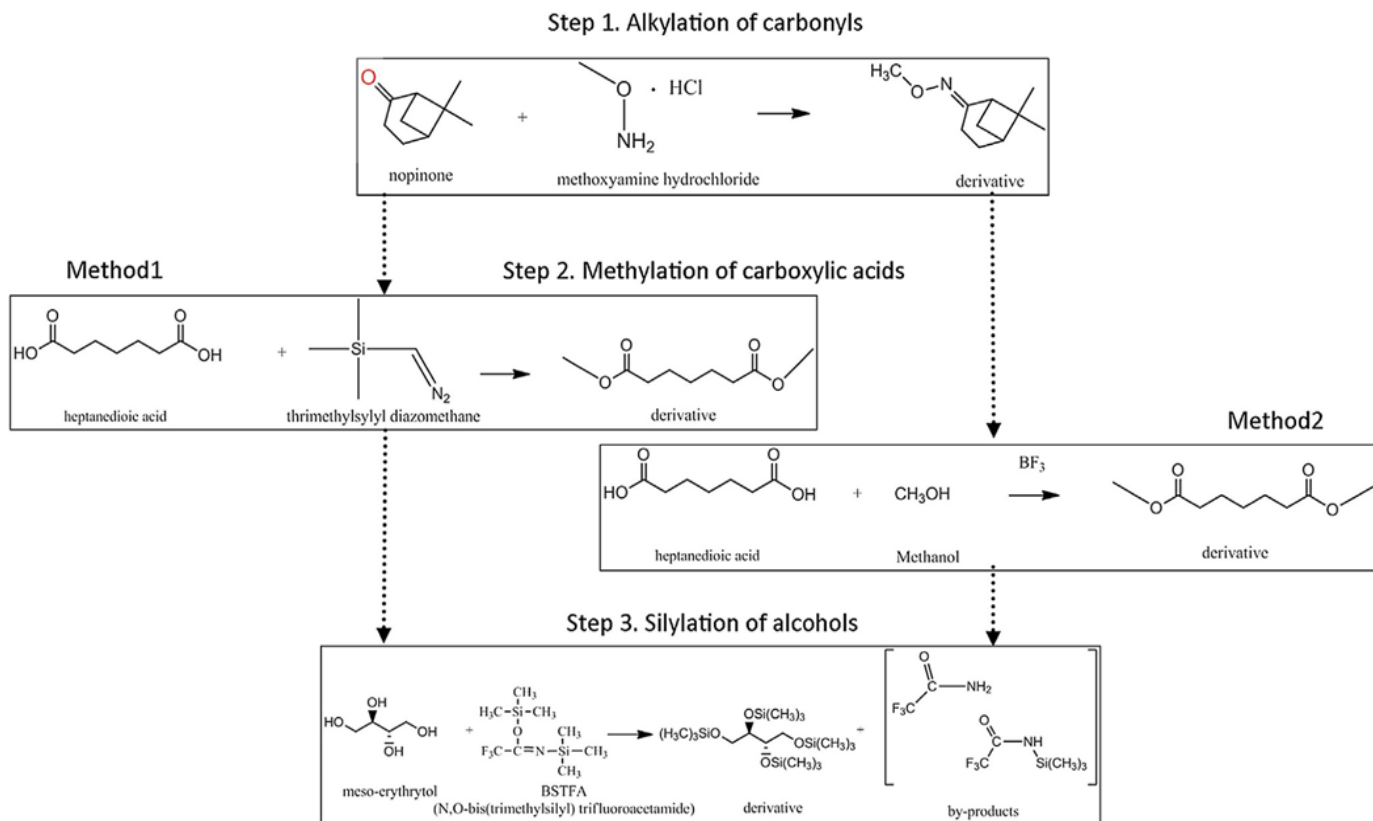 Step 1. Alkylation of carbonyls
O
O · HCl
NH₂
+
H₃C
O N
nopinone
methoxyamine hydrochloride
derivative
Method1
Step 2. Methylation of carboxylic acids
O O
HO OH
+
Si
N₂
O O
O O
heptanedioic acid
thrimethylsylyl diazomethane
derivative
Method2
O O
HO OH
+
CH₃OH
BF₃
O O
O O
heptanedioic acid
Methanol
derivative
Step 3. Silylation of alcohols
OH
HO
OH
OH
+
CH₃
H₃C–Si–CH₃
O CH₃
F₃C–C=N–Si–CH₃
CH₃
OSi(CH₃)₃
(H₃C)₃SiO
OSi(CH₃)₃
OSi(CH₃)₃
+
O
C NH₂
F₃C
O
C NH
F₃C Si(CH₃)₃
meso-erythrytol
BSTFA
(N,O-bis(trimethylsilyl) trifluoroacetamide)
derivative
by-products